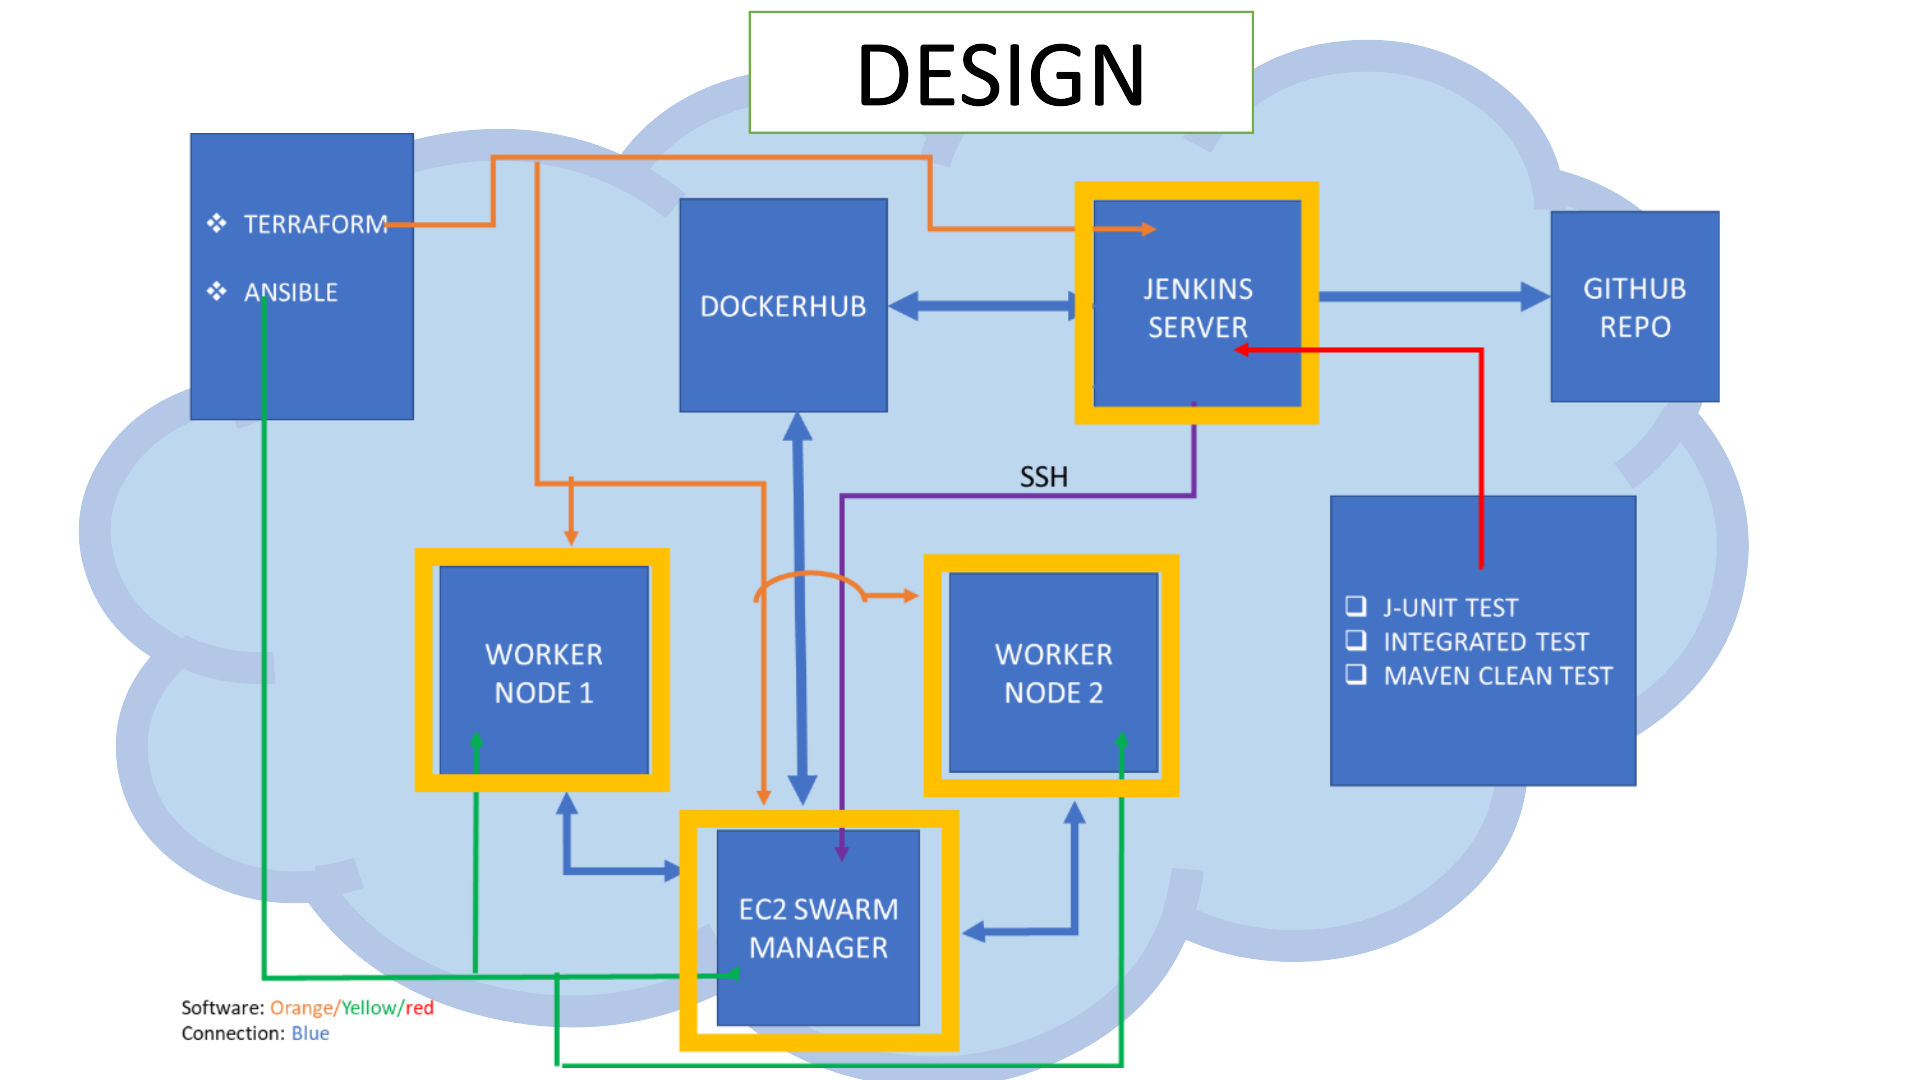 DESIGN
TERRAFORM
ANSIBLE
DOCKERHUB
JENKINS
SERVER
GITHUB
REPO
SSH
WORKER
NODE 1
WORKER
NODE 2
J-UNIT TEST
INTEGRATED TEST
MAVEN CLEAN TEST
EC2 SWARM
MANAGER
Software: Orange/Yellow/red
Connection: Blue